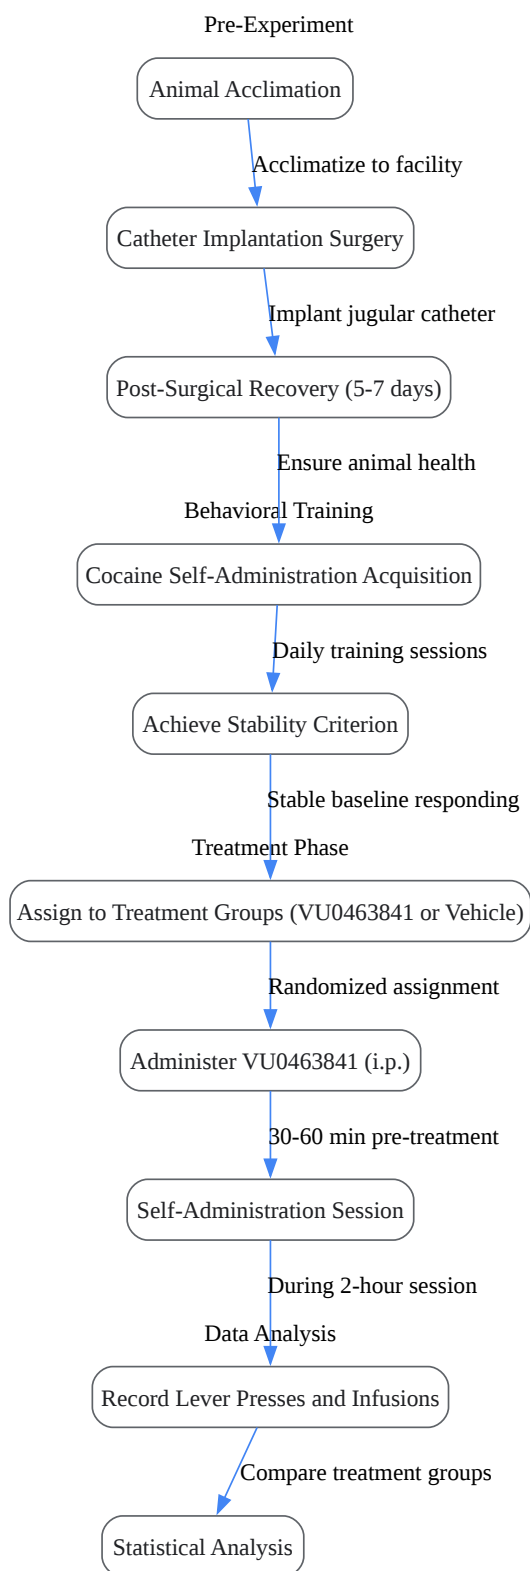 Pre-Experiment
Animal Acclimation
Acclimatize to facility
Catheter Implantation Surgery
Implant jugular catheter
Post-Surgical Recovery (5-7 days)
Ensure animal health
Behavioral Training
Cocaine Self-Administration Acquisition
Daily training sessions
Achieve Stability Criterion
Stable baseline responding
Treatment Phase
Assign to Treatment Groups (VU0463841 or Vehicle)
Randomized assignment
Administer VU0463841 (i.p.)
30-60 min pre-treatment
Self-Administration Session
During 2-hour session
Data Analysis
Record Lever Presses and Infusions
Compare treatment groups
Statistical Analysis